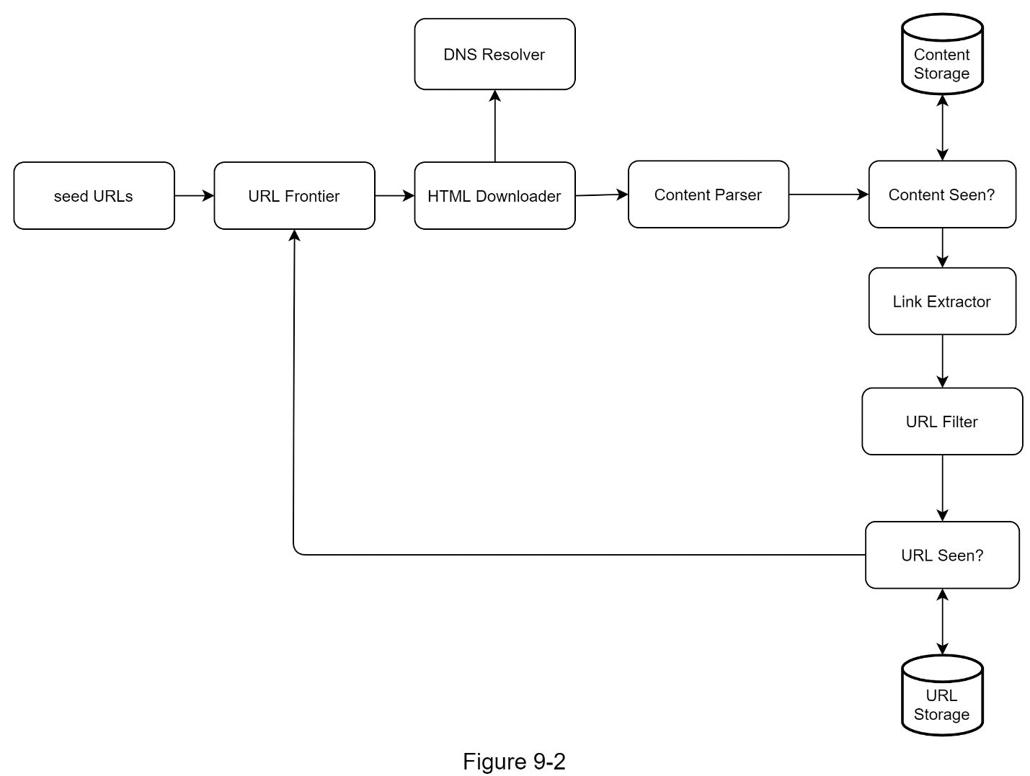 DNS Resolver
Content
Storage
seed URLs
URL Frontier
HTML Downloader
Content Parser
Content Seen?
Link Extractor
URL Filter
URL Seen?
URL
Storage
Figure 9-2